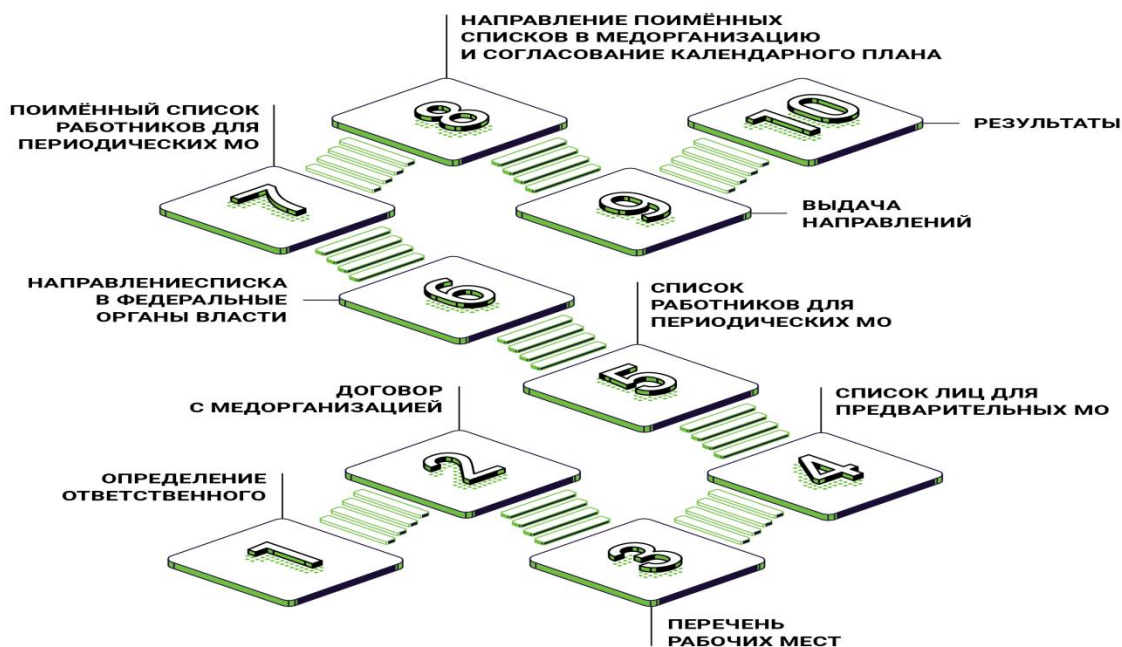 НАПРАВЛЕНИЕ ПОИМЁННЫХ
СПИСКОВ В МЕДОРГАНИЗАЦИЮ
И СОГЛАСОВАНИЕ КАЛЕНДАРНОГО ПЛАНА
8
10
ПОИМЁННЫЙ СПИСОК
РАБОТНИКОВ ДЛЯ
ПЕРИОДИЧЕСКИХ МО
РЕЗУЛЬТАТЫ
7
9
ВЫДАЧА
НАПРАВЛЕНИЙ
НАПРАВЛЕНИЕСПИСКА
В ФЕДЕРАЛЬНЫЕ
ОРГАНЫ ВЛАСТИ
6
СПИСОК
РАБОТНИКОВ ДЛЯ
ПЕРИОДИЧЕСКИХ МО
5
ДОГОВОР
С МЕДОРГАНИЗАЦИЕЙ
СПИСОК ЛИЦ ДЛЯ
ПРЕДВАРИТЕЛЬНЫХ МО
2
4
ОПРЕДЕЛЕНИЕ
ОТВЕТСТВЕННОГО
1
3
ПЕРЕЧЕНЬ
РАБОЧИХ МЕСТ